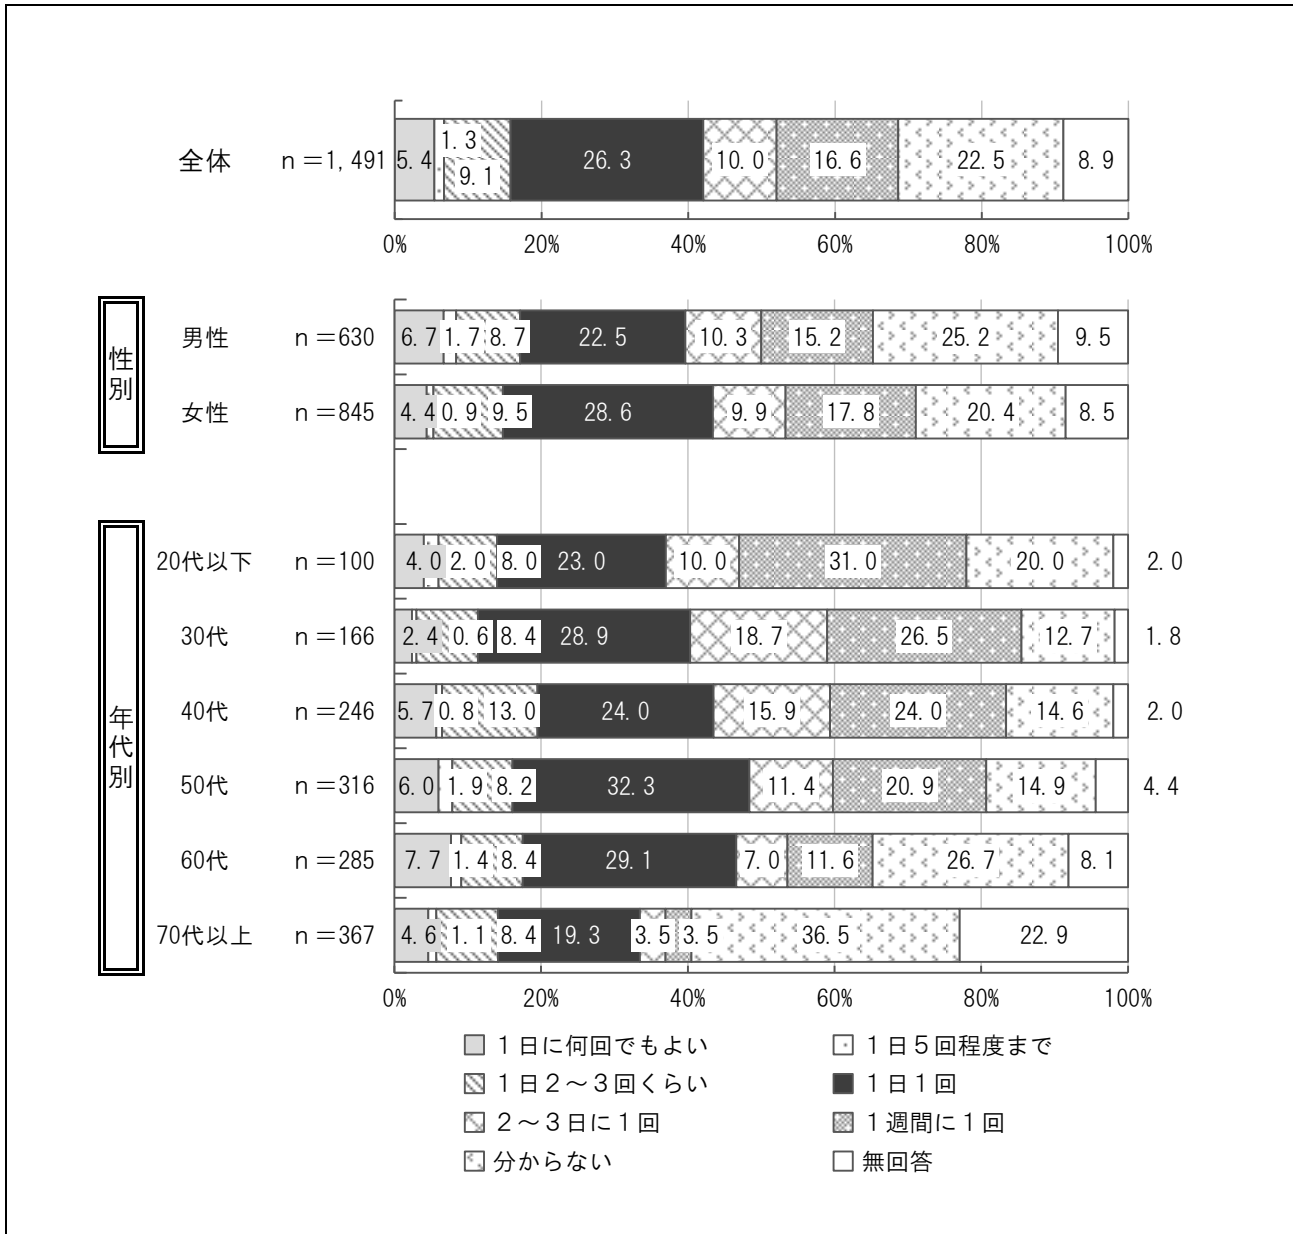 全体 ｎ＝1,491 5.4 1.3 9.1 26.3 10.0 16.6 22.5 8.9
0% 20% 40% 60% 80% 100%
性別
男性 ｎ＝630 6.7 1.7 8.7 22.5 10.3 15.2 25.2 9.5
女性 ｎ＝845 4.4 0.9 9.5 28.6 9.9 17.8 20.4 8.5
年代別
20代以下 ｎ＝100 4.0 2.0 8.0 23.0 10.0 31.0 20.0 2.0
30代 ｎ＝166 2.4 0.6 8.4 28.9 18.7 26.5 12.7 1.8
40代 ｎ＝246 5.7 0.8 13.0 24.0 15.9 24.0 14.6 2.0
50代 ｎ＝316 6.0 1.9 8.2 32.3 11.4 20.9 14.9 4.4
60代 ｎ＝285 7.7 1.4 8.4 29.1 7.0 11.6 26.7 8.1
70代以上 ｎ＝367 4.6 1.1 8.4 19.3 3.5 3.5 36.5 22.9
0% 20% 40% 60% 80% 100%
１日に何回でもよい １日５回程度まで
１日２～３回くらい １日１回
２～３日に１回 １週間に１回
分からない 無回答